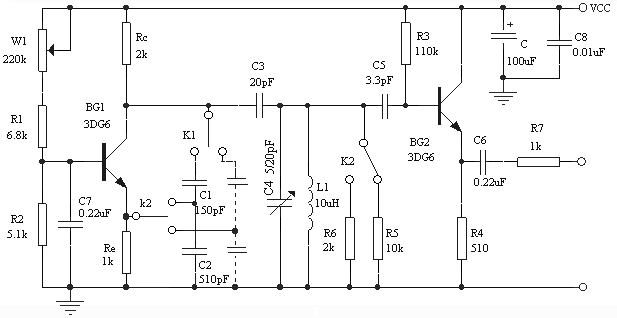 VCC
W1
220k
Rc
2k
R3
110k
+
C
100uF
C8
0.01uF
C3
20pF
C5
3.3pF
R1
6.8k
BG1
3DG6
K1
BG2
3DG6
C6
0.22uF
R7
1k
C4 5/20pF
K2
C7
0.22uF
k2
C1
150pF
L1
10uH
R2
5.1k
Re
1k
C2
510pF
R6
2k
R5
10k
R4
510